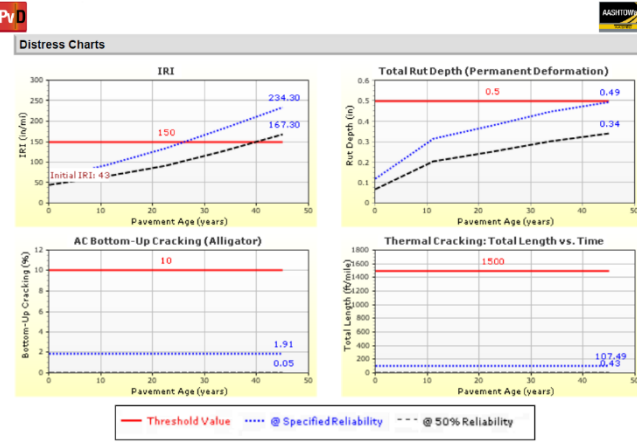 PvD
AASHTOWare
Distress Charts
IRI
300
250
200
150
100
50
0
IRI (in/mi)
234.30
167.30
150
Initial IRI: 43
0 10 20 30 40 50
Pavement Age (years)
Total Rut Depth (Permanent Deformation)
0.6
0.5
0.4
0.3
0.2
0.1
0
Rut Depth (in)
0.5
0.49
0.34
0 10 20 30 40 50
Pavement Age (years)
AC Bottom-Up Cracking (Alligator)
12
10
8
6
4
2
0
Bottom-Up Cracking (%)
10
1.91
0.05
0 10 20 30 40 50
Pavement Age (years)
Thermal Cracking: Total Length vs. Time
1800
1600
1400
1200
1000
800
600
400
200
0
Total Length (ft/mile)
1500
107.49
0.43
0 10 20 30 40 50
Pavement Age (years)
Threshold Value @ Specified Reliability @ 50% Reliability